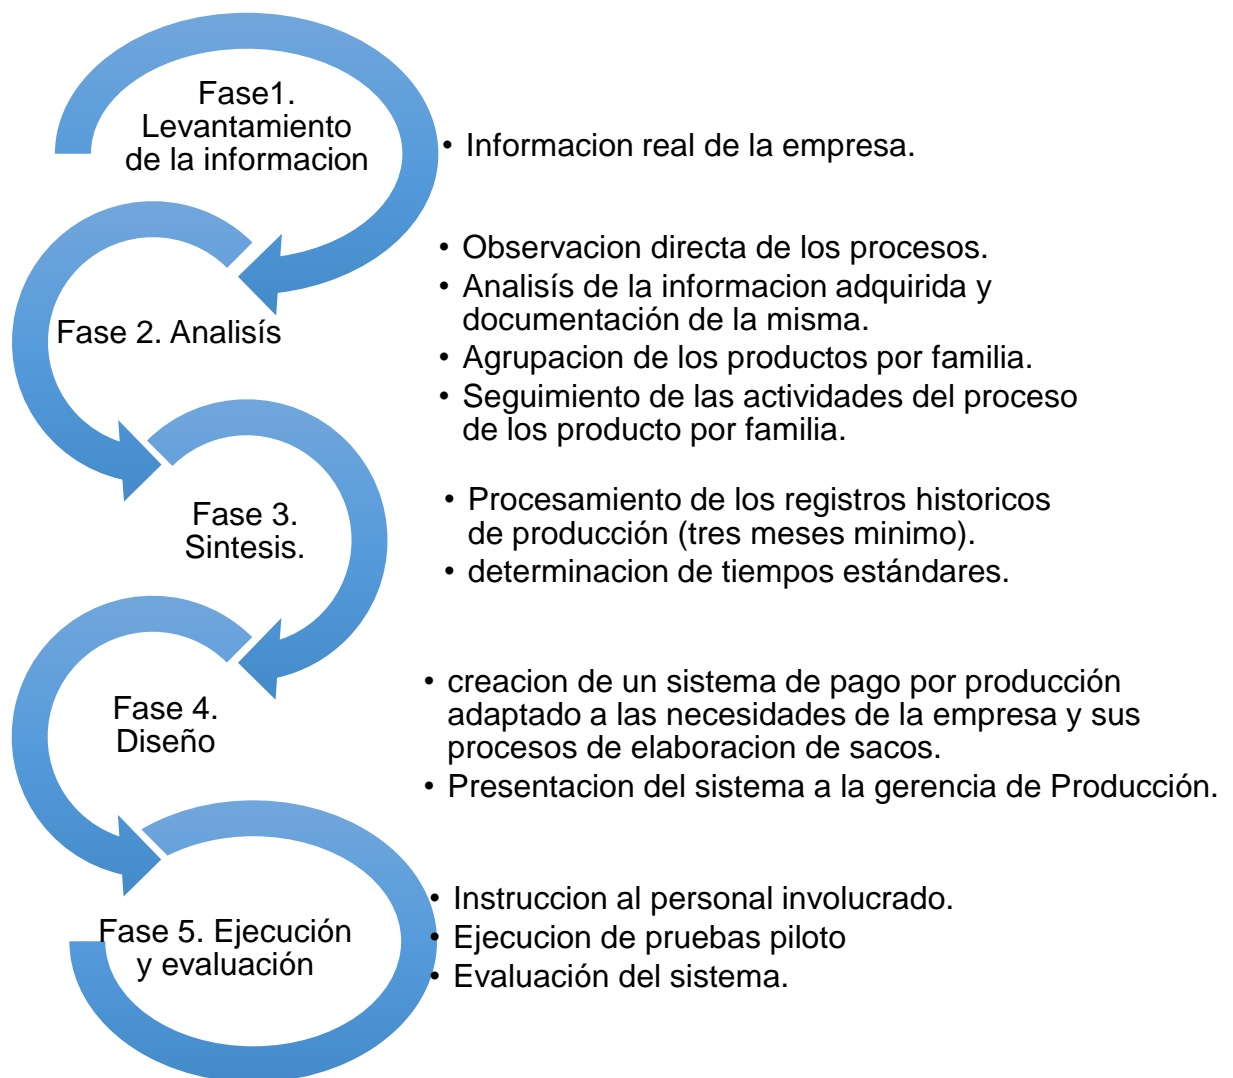 Fase1.
Levantamiento
de la informacion
• Informacion real de la empresa.
Fase 2. Analisís
• Observacion directa de los procesos.
• Analisís de la informacion adquirida y
documentación de la misma.
• Agrupacion de los productos por familia.
• Seguimiento de las actividades del proceso
de los producto por familia.
Fase 3.
Sintesis.
• Procesamiento de los registros historicos
de producción (tres meses minimo).
• determinacion de tiempos estándares.
Fase 4.
Diseño
• creacion de un sistema de pago por producción
adaptado a las necesidades de la empresa y sus
procesos de elaboracion de sacos.
• Presentacion del sistema a la gerencia de Producción.
Fase 5. Ejecución
y evaluación
• Instruccion al personal involucrado.
• Ejecucion de pruebas piloto
• Evaluación del sistema.